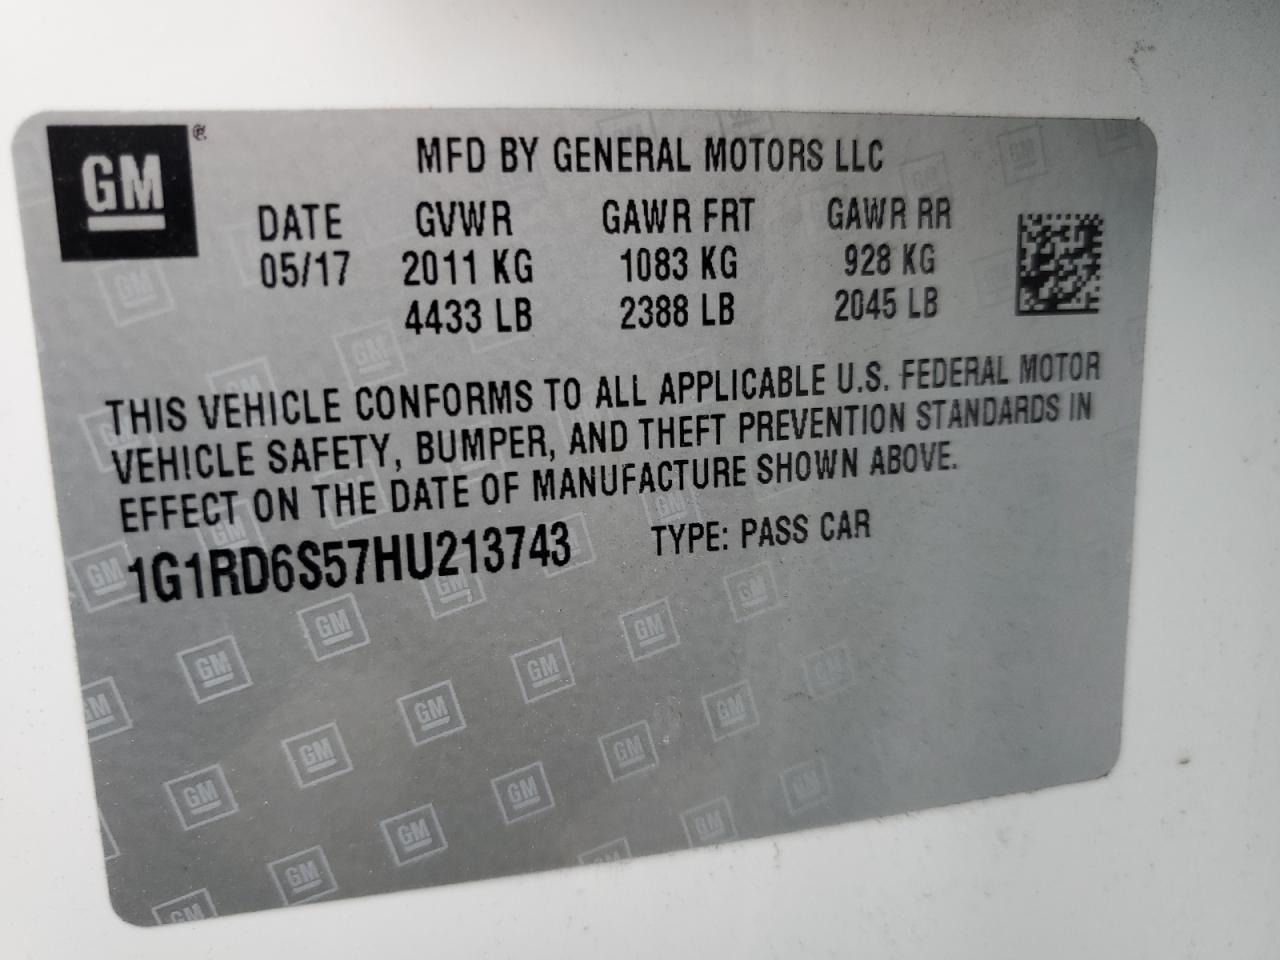 GM®
MFD BY GENERAL MOTORS LLC
DATE GVWR GAWR FRT GAWR RR
05/17 2011 KG 1083 KG 928 KG
4433 LB 2388 LB 2045 LB
THIS VEHICLE CONFORMS TO ALL APPLICABLE U.S. FEDERAL MOTOR
VEHICLE SAFETY, BUMPER, AND THEFT PREVENTION STANDARDS IN
EFFECT ON THE DATE OF MANUFACTURE SHOWN ABOVE.
1G1RD6S57HU213743 TYPE: PASS CAR